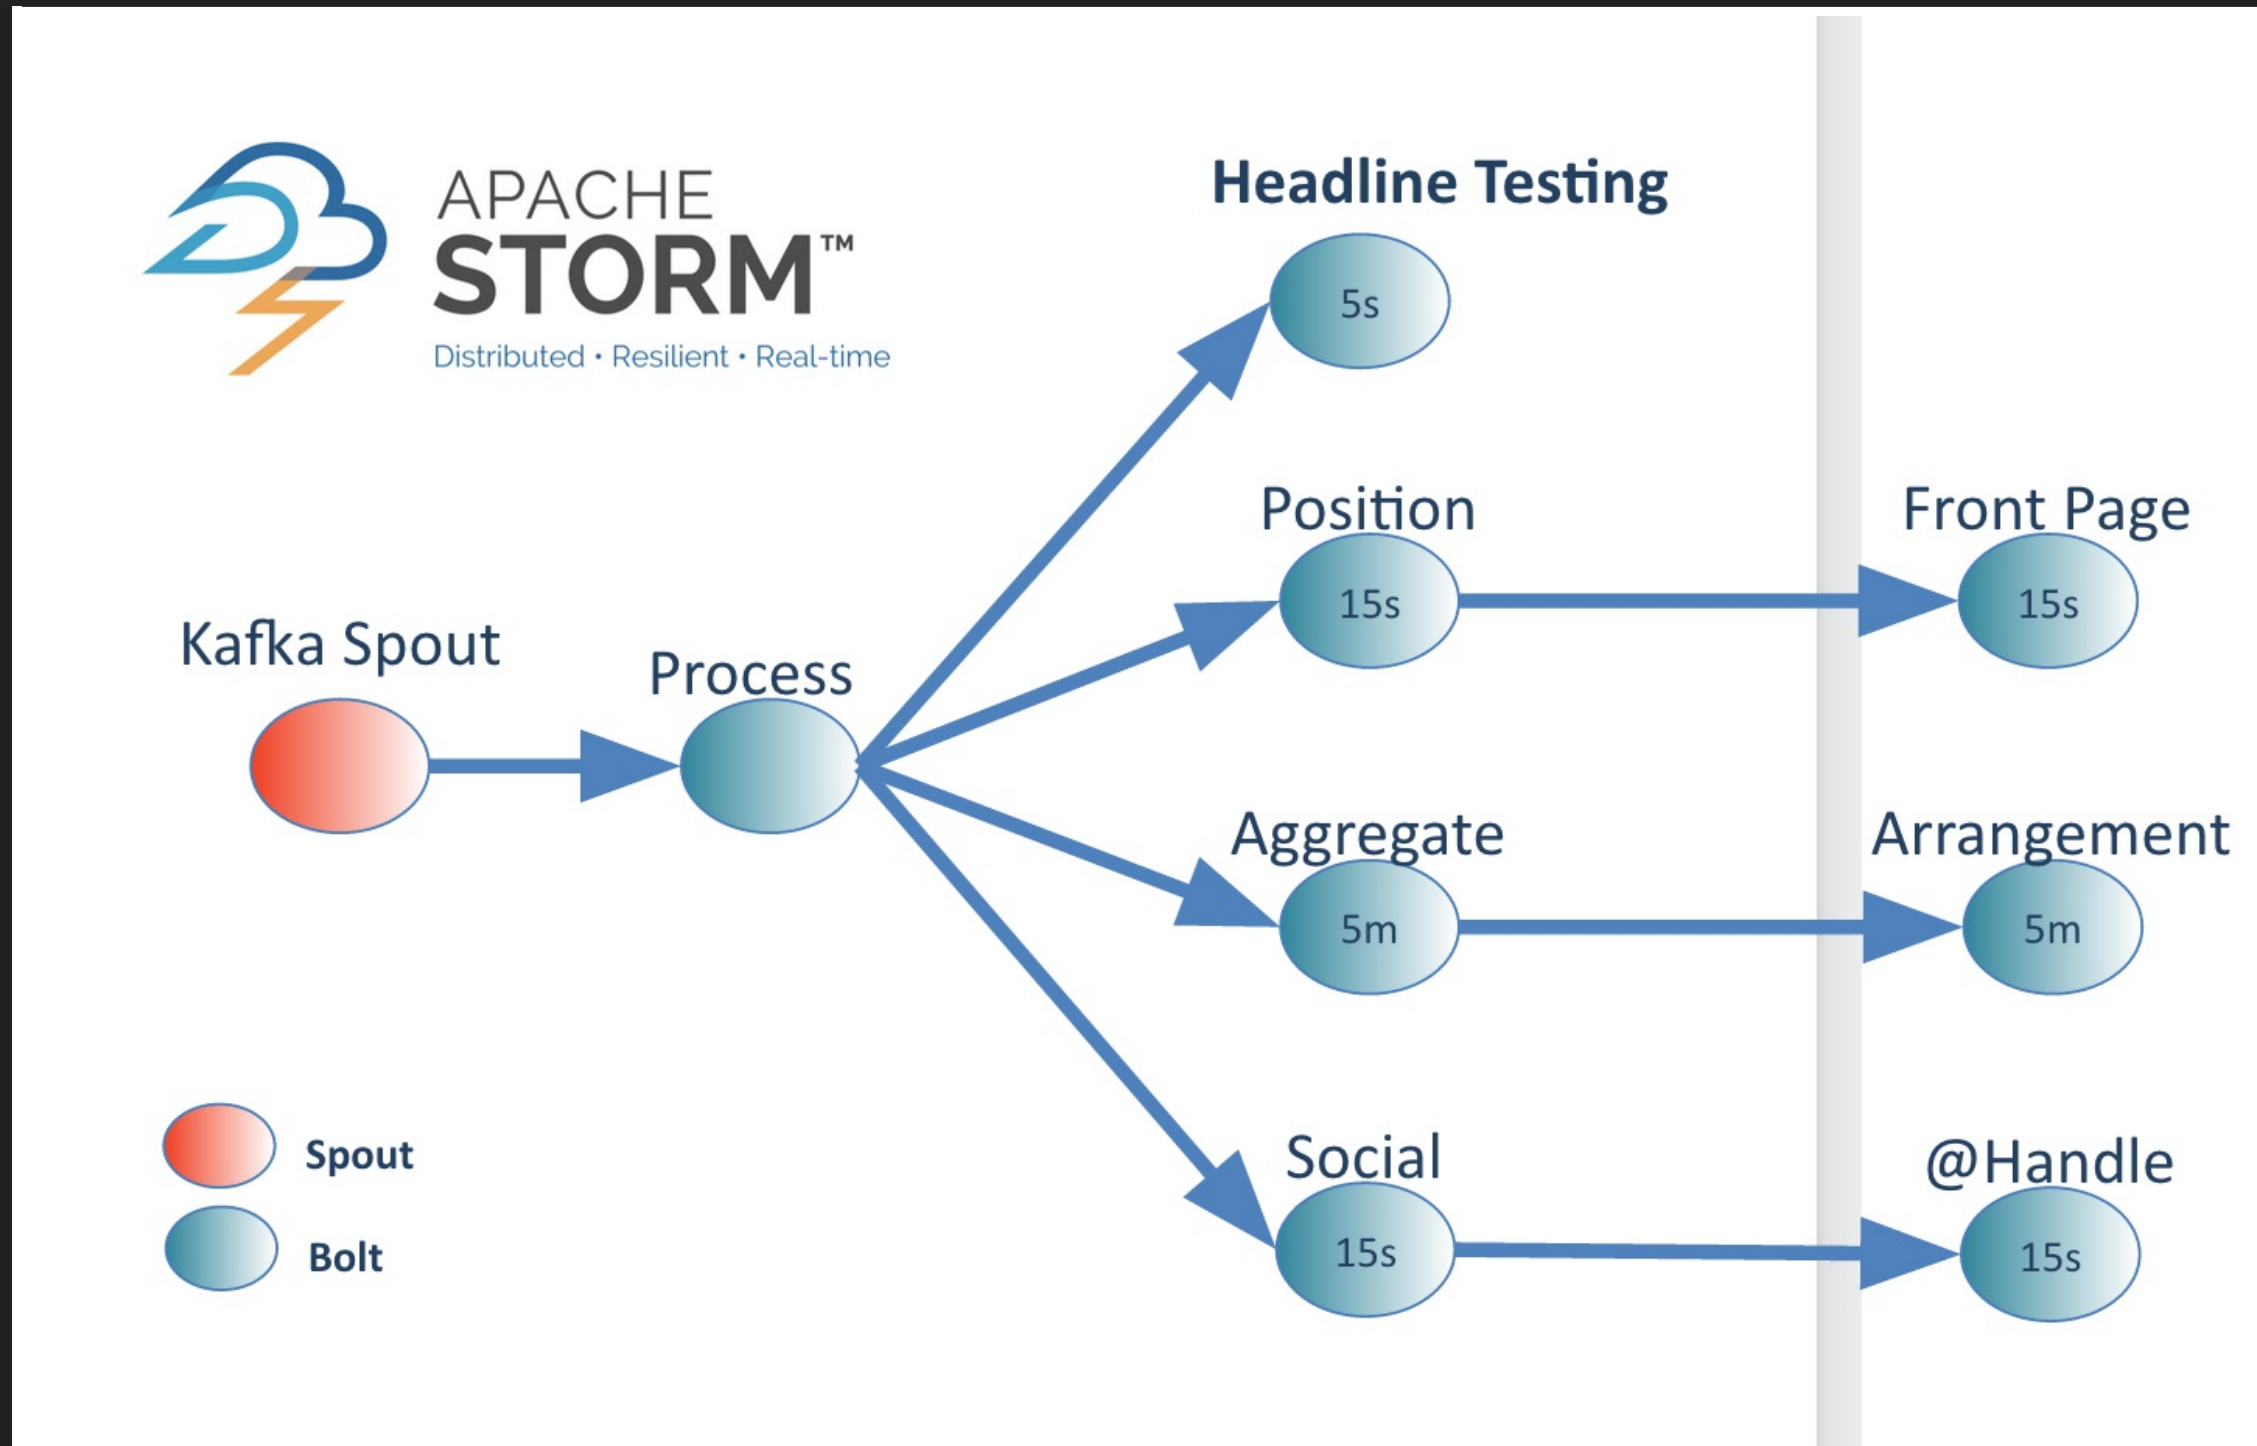 APACHE
STORM™
Distributed • Resilient • Real-time
Headline Testing
5s
Position
15s
Front Page
15s
Kafka Spout
Process
Aggregate
5m
Arrangement
5m
Social
15s
@Handle
15s
Spout
Bolt